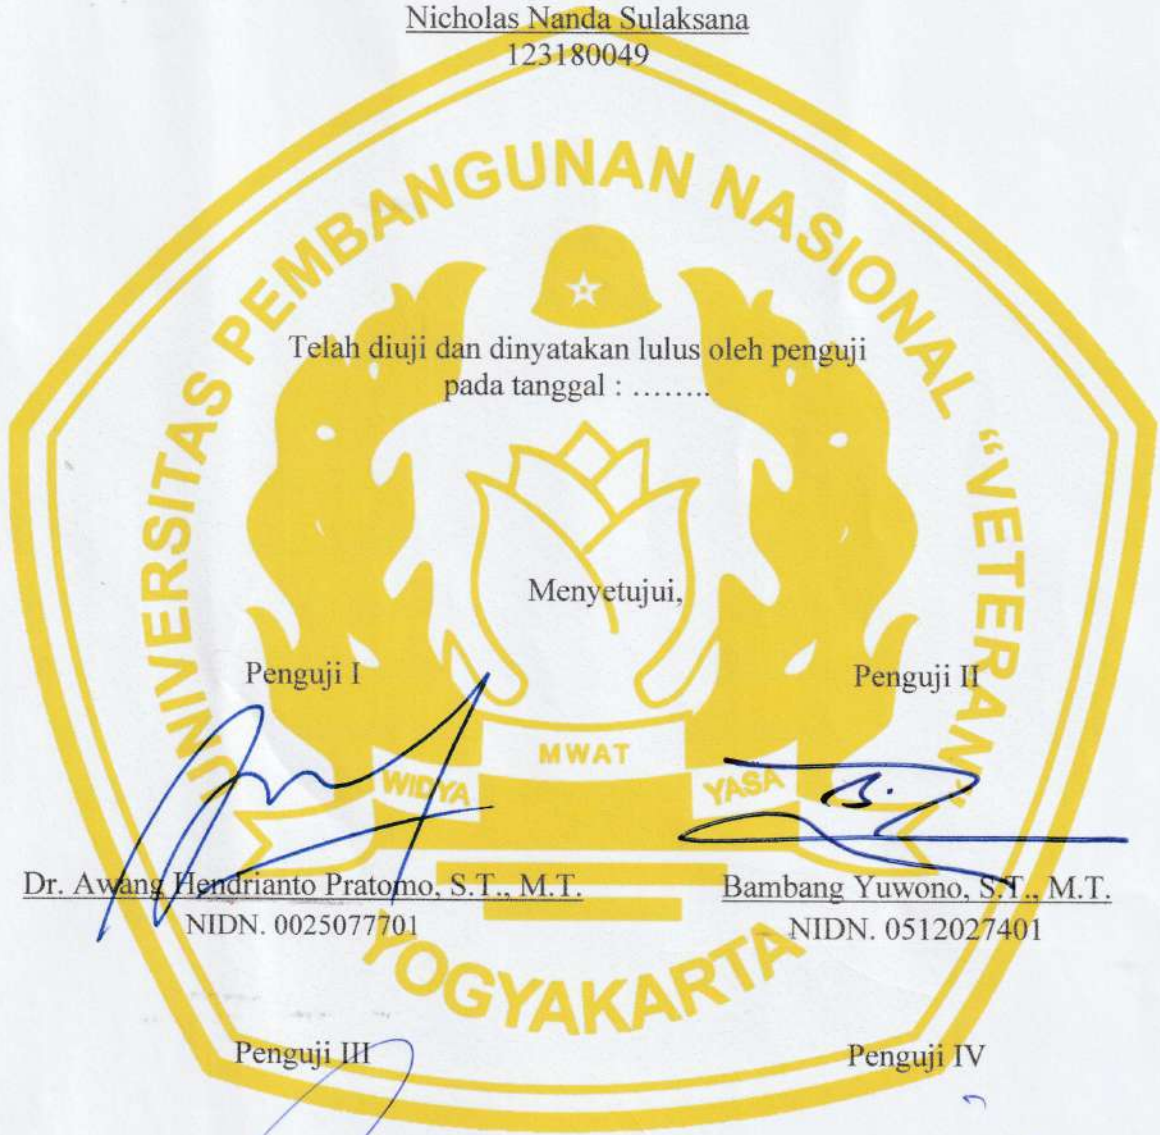 Nicholas Nanda Sulaksana
123180049
UNIVERSITAS PEMBANGUNAN NASIONAL “VETERAN”
Telah diuji dan dinyatakan lulus oleh penguji
pada tanggal : ........
Menyetujui,
Penguji I
Penguji II
WIDYA MWAT YASA
Dr. Awang Hendrianto Pratomo, S.T., M.T.
Bambang Yuwono, S.T., M.T.
NIDN. 0025077701
NIDN. 0512027401
YOGYAKARTA
Penguji III
Penguji IV